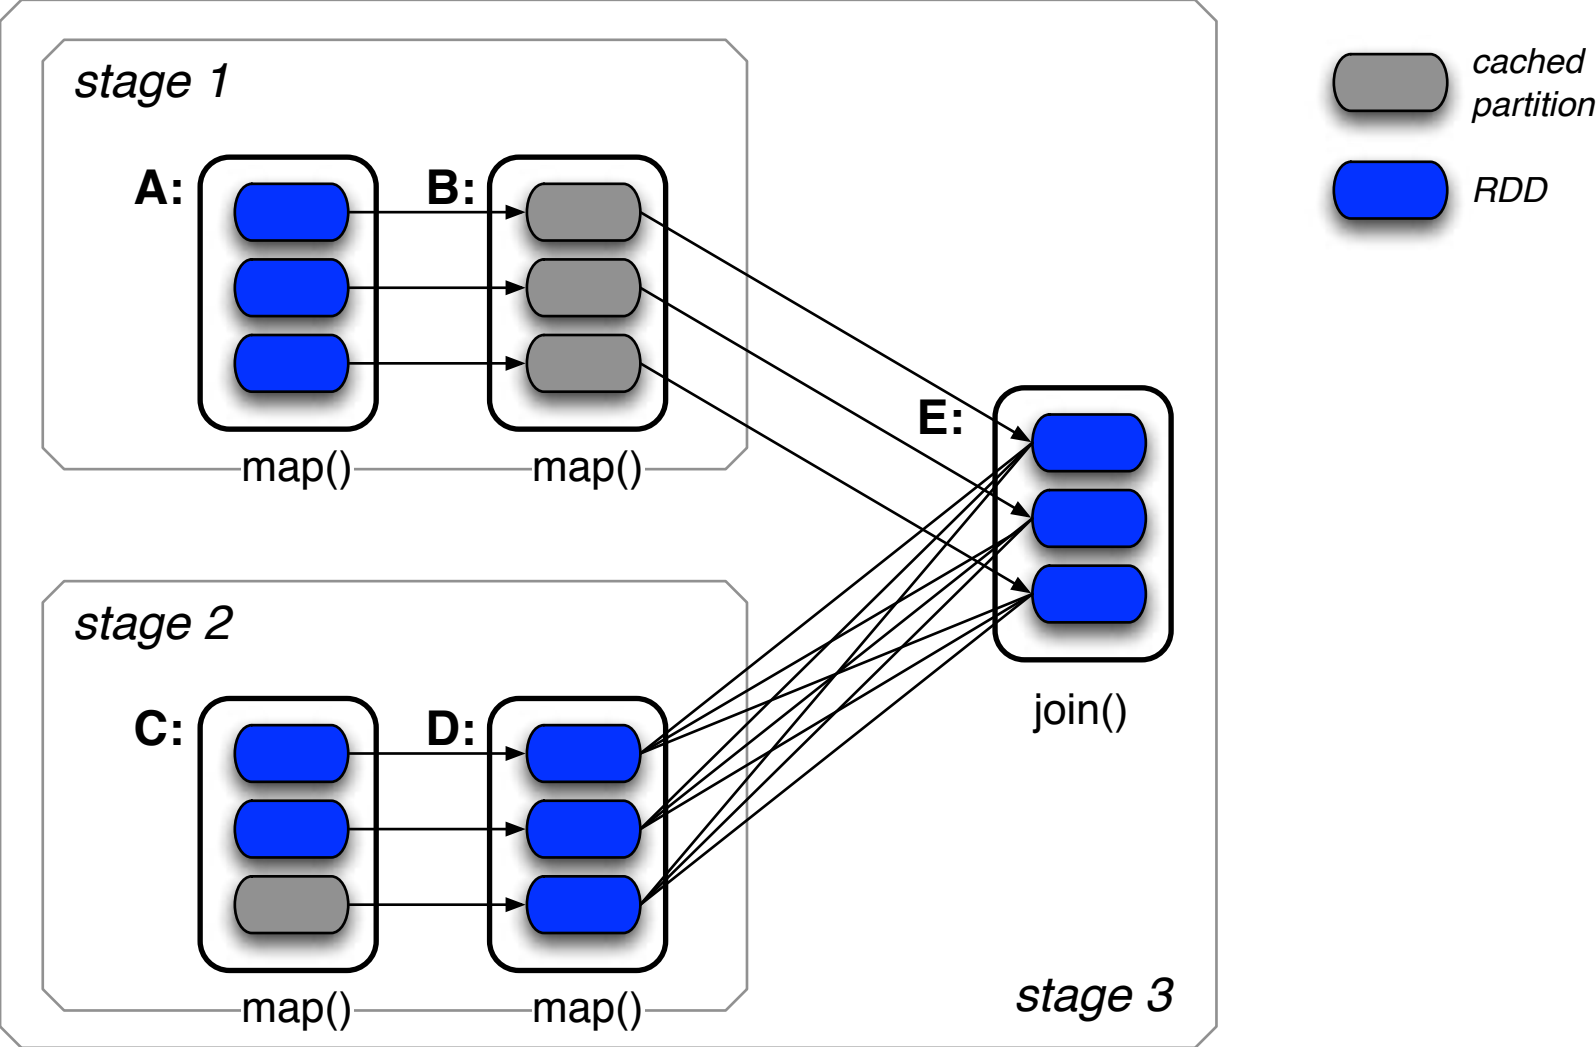 stage 1
A:
B:
map()
map()
cached
partition
RDD
E:
join()
stage 2
C:
D:
map()
map()
stage 3